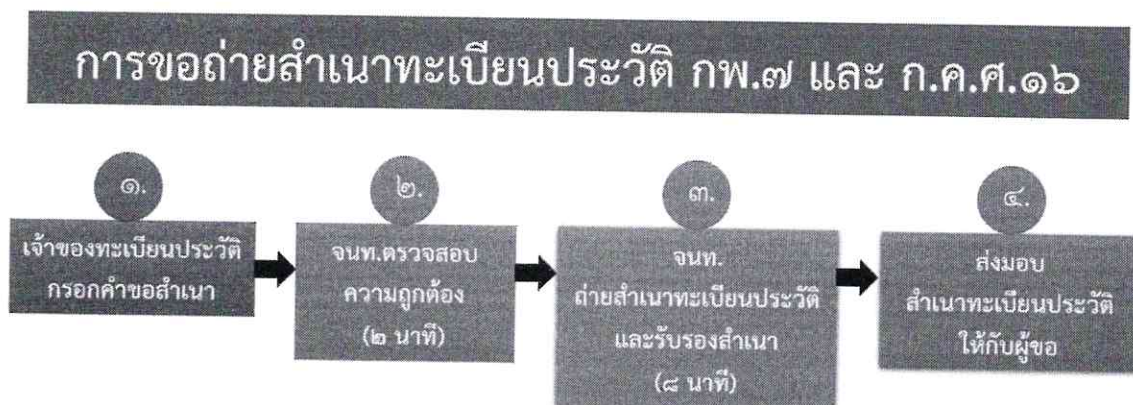 การขอถ่ายสำเนาทะเบียนประวัติ กพ.๗ และ ก.ค.ศ.๑๖
๑.
เจ้าของทะเบียนประวัติ
กรอกคำขอสำเนา
๒.
จนท.ตรวจสอบ
ความถูกต้อง
(๒ นาที)
๓.
จนท.
ถ่ายสำเนาทะเบียนประวัติ
และรับรองสำเนา
(๘ นาที)
๔.
ส่งมอบ
สำเนาทะเบียนประวัติ
ให้กับผู้ขอ